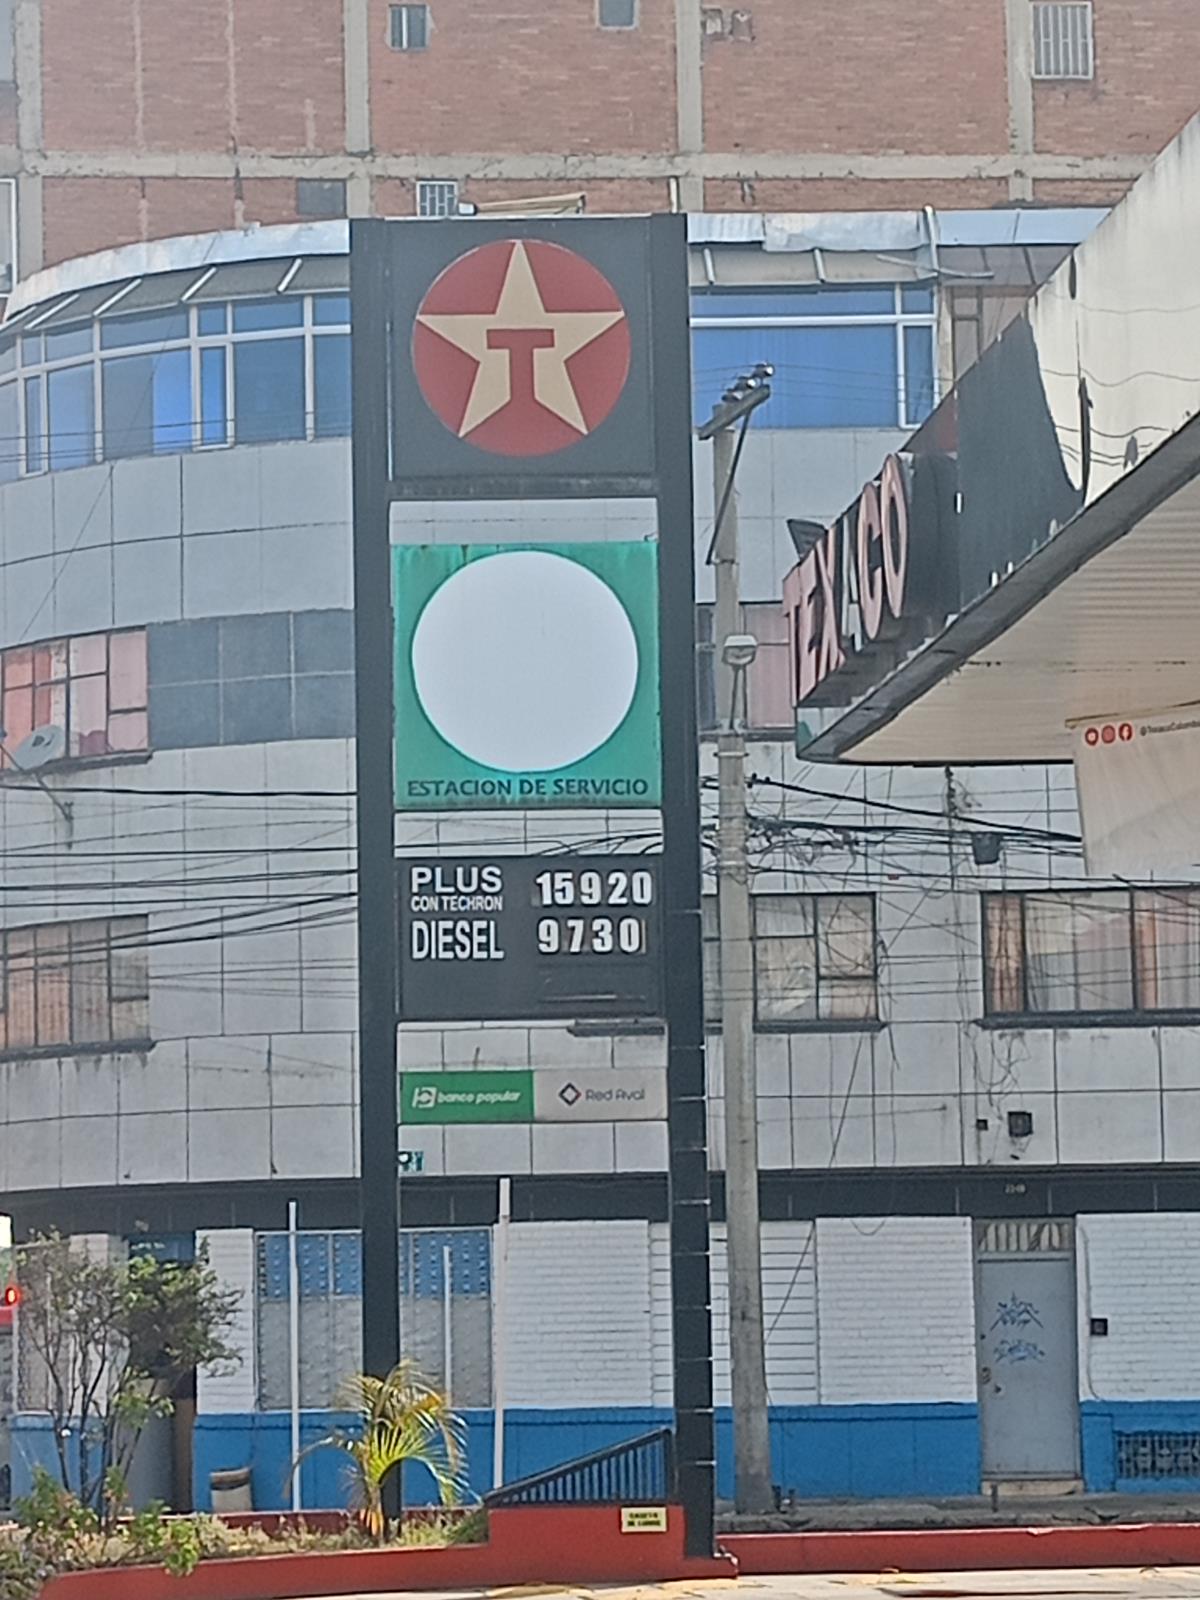 T
TEXACO
ESTACION DE SERVICIO
PLUS 15920
CON TECHRON
DIESEL 9730
banco popular Red Aval